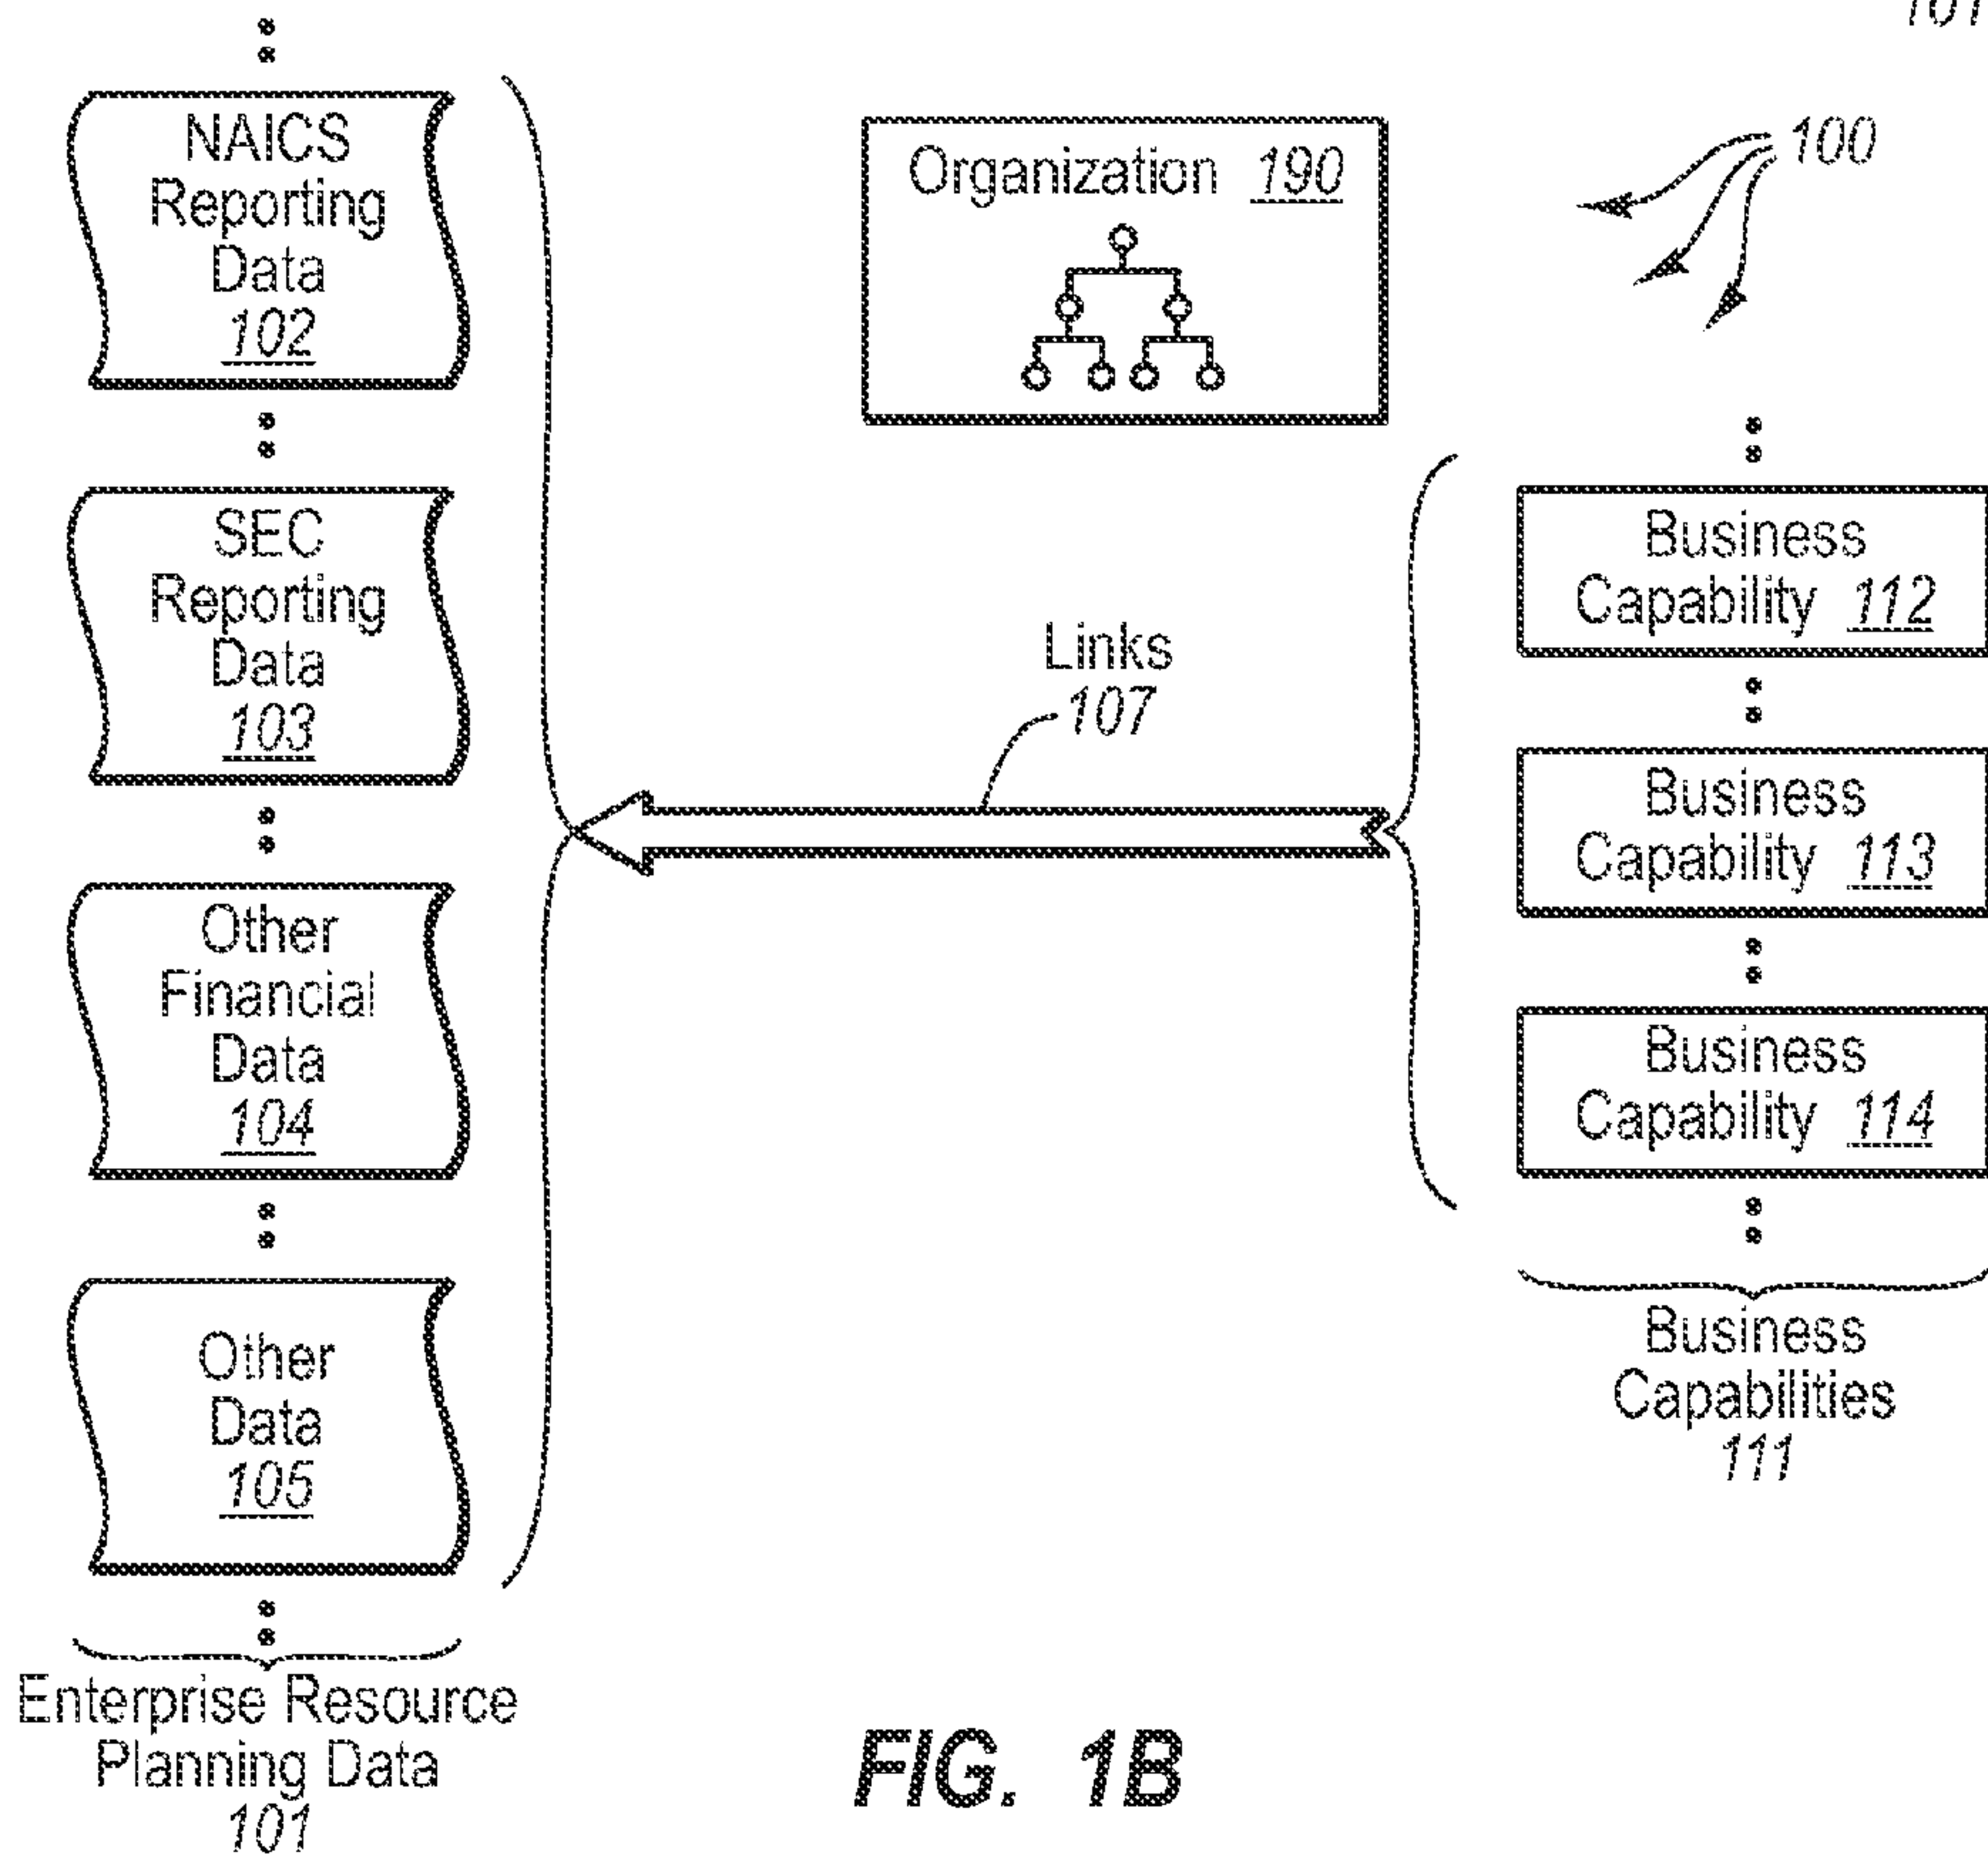 101
NAICS
Reporting
Data
102
Organization 190
100
SEC
Reporting
Data
103
Links
107
Business
Capability 112
Business
Capability 113
Other
Financial
Data
104
Business
Capability 114
Other
Data
105
Business
Capabilities
111
Enterprise Resource
Planning Data
101
FIG. 1B